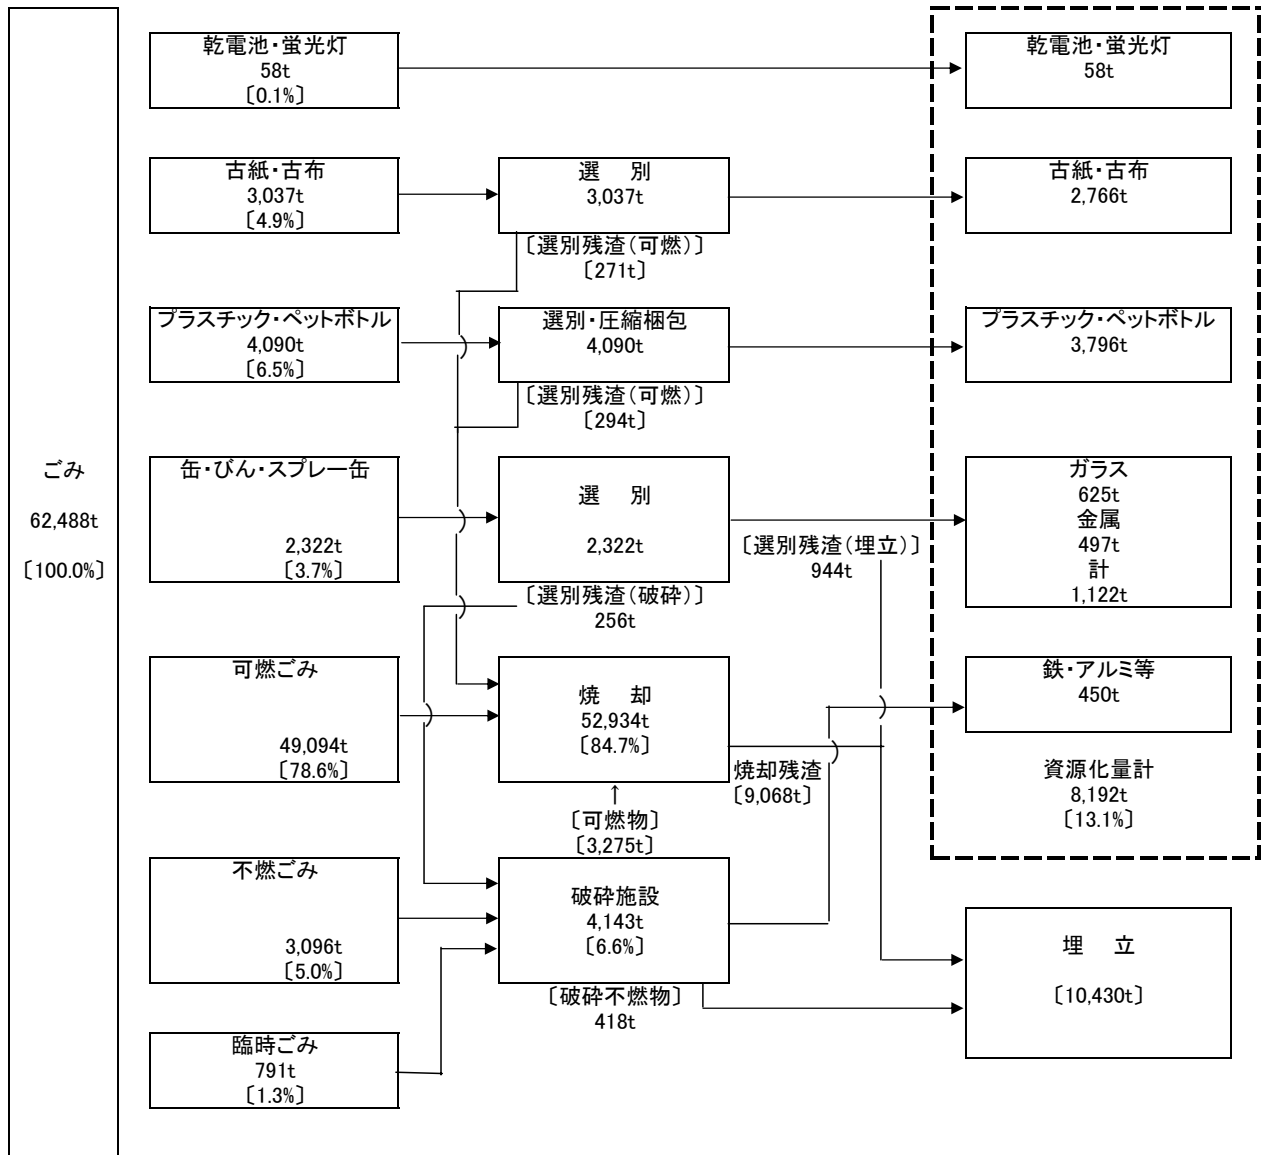 ごみ
62,488t
〔100.0%〕
乾電池・蛍光灯
58t
〔0.1%〕
乾電池・蛍光灯
58t
古紙・古布
3,037t
〔4.9%〕
選　別
3,037t
〔選別残渣(可燃)〕
〔271t〕
古紙・古布
2,766t
プラスチック・ペットボトル
4,090t
〔6.5%〕
選別・圧縮梱包
4,090t
〔選別残渣(可燃)〕
〔294t〕
プラスチック・ペットボトル
3,796t
缶・びん・スプレー缶
2,322t
〔3.7%〕
選　別
2,322t
〔選別残渣(破砕)〕
256t
〔選別残渣(埋立)〕
944t
ガラス
625t
金属
497t
計
1,122t
可燃ごみ
49,094t
〔78.6%〕
焼　却
52,934t
〔84.7%〕
焼却残渣
〔9,068t〕
鉄・アルミ等
450t
資源化量計
8,192t
〔13.1%〕
↑
〔可燃物〕
〔3,275t〕
不燃ごみ
3,096t
〔5.0%〕
破砕施設
4,143t
〔6.6%〕
〔破砕不燃物〕
418t
埋　立
〔10,430t〕
臨時ごみ
791t
〔1.3%〕